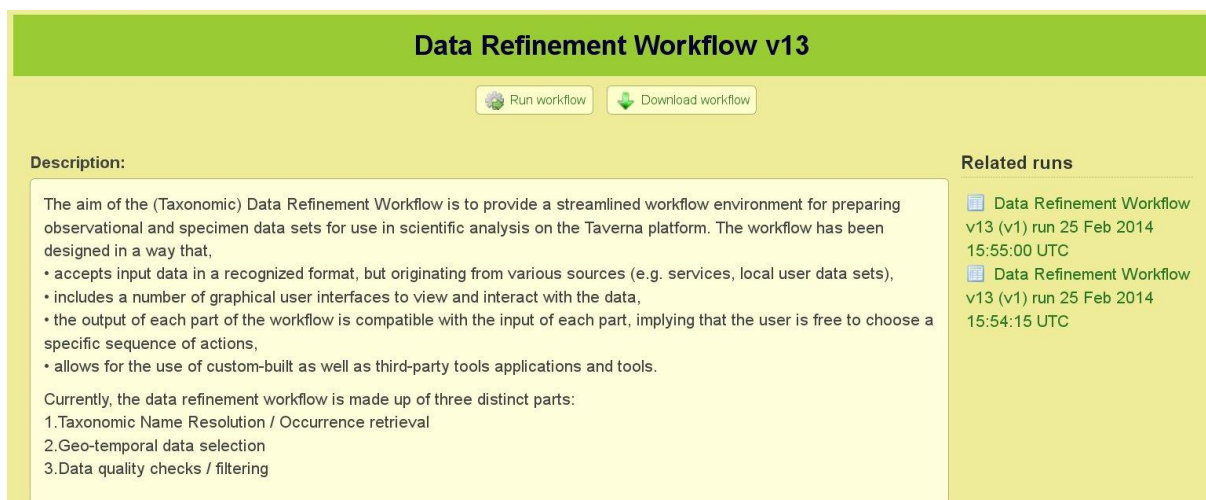 Data Refinement Workflow v13
Run workflow
Download workflow
Description:
The aim of the (Taxonomic) Data Refinement Workflow is to provide a streamlined workflow environment for preparing
observational and specimen data sets for use in scientific analysis on the Taverna platform. The workflow has been
designed in a way that,
• accepts input data in a recognized format, but originating from various sources (e.g. services, local user data sets),
• includes a number of graphical user interfaces to view and interact with the data,
• the output of each part of the workflow is compatible with the input of each part, implying that the user is free to choose a
specific sequence of actions,
• allows for the use of custom-built as well as third-party tools applications and tools.
Currently, the data refinement workflow is made up of three distinct parts:
1.Taxonomic Name Resolution / Occurrence retrieval
2.Geo-temporal data selection
3.Data quality checks / filtering
Related runs
Data Refinement Workflow
v13 (v1) run 25 Feb 2014
15:55:00 UTC
Data Refinement Workflow
v13 (v1) run 25 Feb 2014
15:54:15 UTC